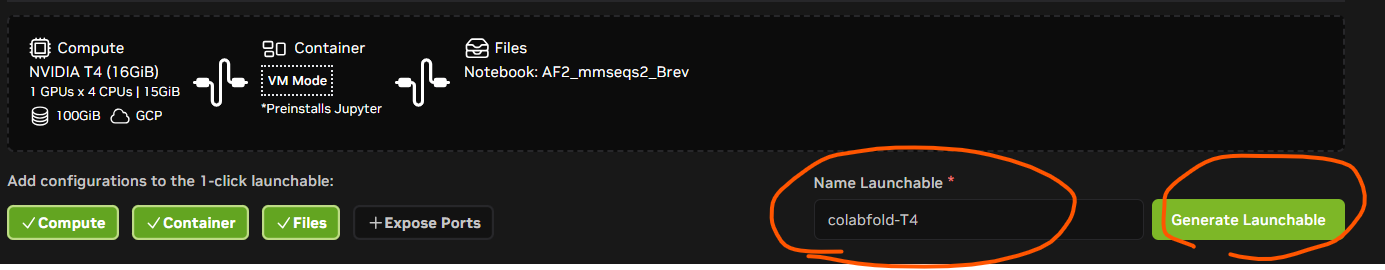 Compute
NVIDIA T4 (16GiB)
1 GPUs x 4 CPUs | 15GiB
100GiB GCP
Container
VM Mode
*Preinstalls Jupyter
Files
Notebook: AF2_mmseqs2_Brev
Add configurations to the 1-click launchable:
Compute Container Files +Expose Ports
Name Launchable *
colabfold-T4
Generate Launchable